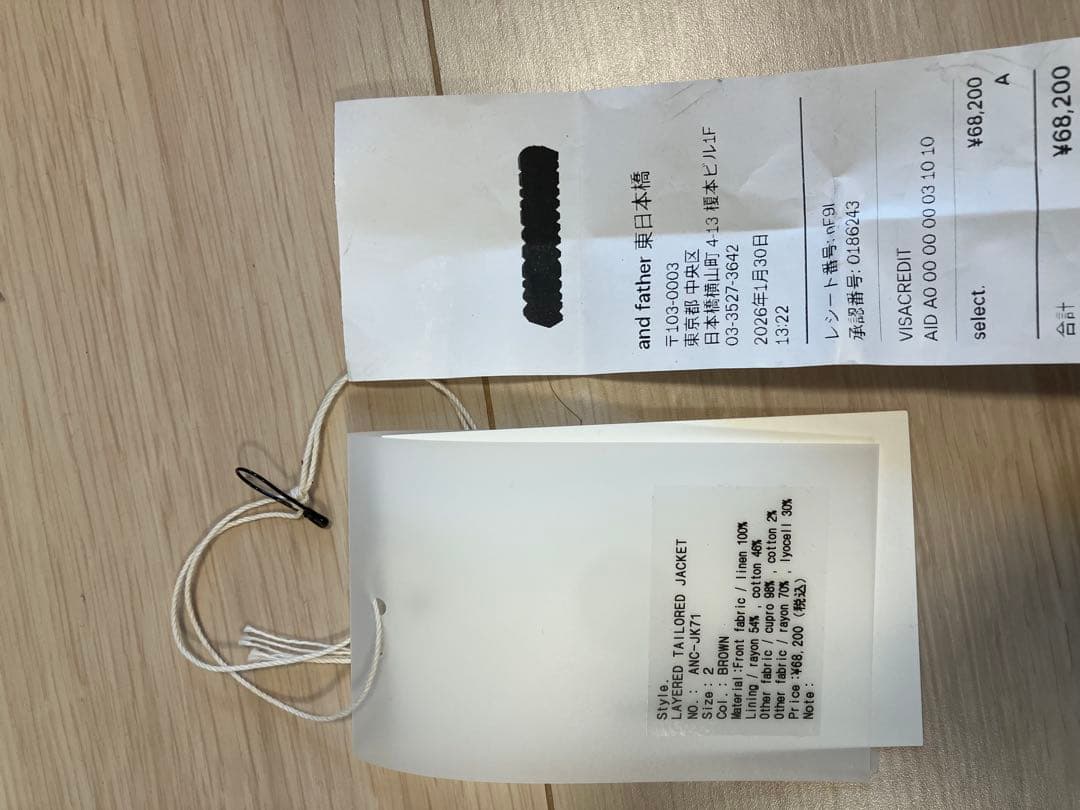 and father 東日本橋
〒103-0003
東京都 中央区
日本橋横山町 4-13 榎本ビル1F
03-3527-3642
2026年1月30日
13:22
レシート番号: nF9l
承認番号: 0186243
VISACREDIT
AID A0 00 00 00 03 10 10
select. ¥68,200
A
合計 ¥68,200
Style.
LAYERED TAILORED JACKET
NO.: ANC-JK71
Size: 2
Col.: BROWN
Material:Front fabric / linen 100%
Lining / rayon 54% , cotton 46%
Other fabric / cupro 98% , cotton 2%
Other fabric / rayon 70% , lyocell 30%
Price:¥68,200 (税込)
Note: